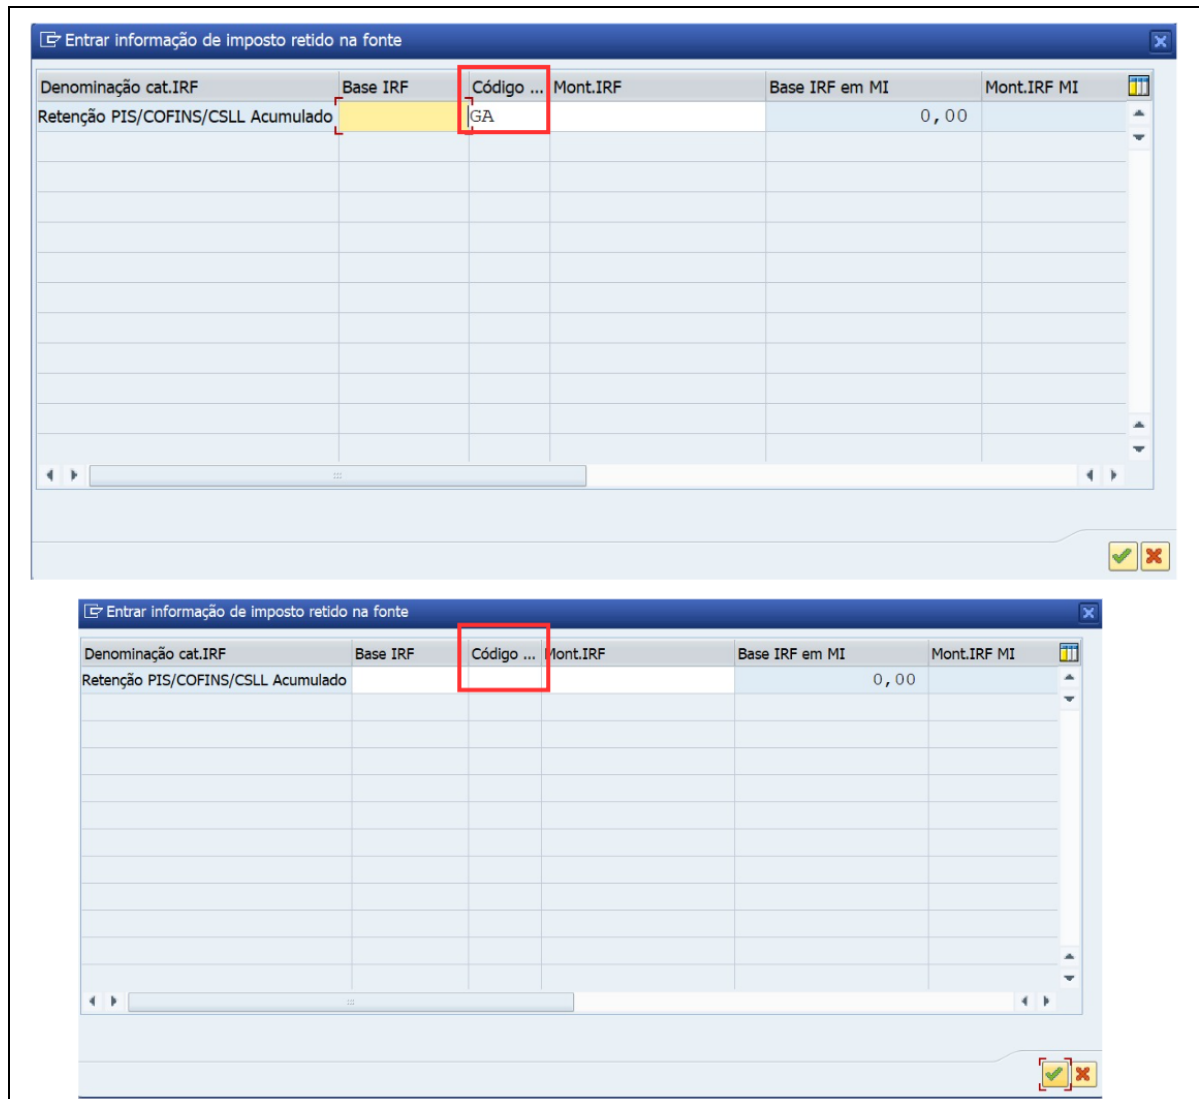 Entrar informação de imposto retido na fonte
Denominação cat.IRF Base IRF Código ... Mont.IRF Base IRF em MI Mont.IRF MI
Retenção PIS/COFINS/CSLL Acumulado GA 0,00
Entrar informação de imposto retido na fonte
Denominação cat.IRF Base IRF Código ... Mont.IRF Base IRF em MI Mont.IRF MI
Retenção PIS/COFINS/CSLL Acumulado 0,00